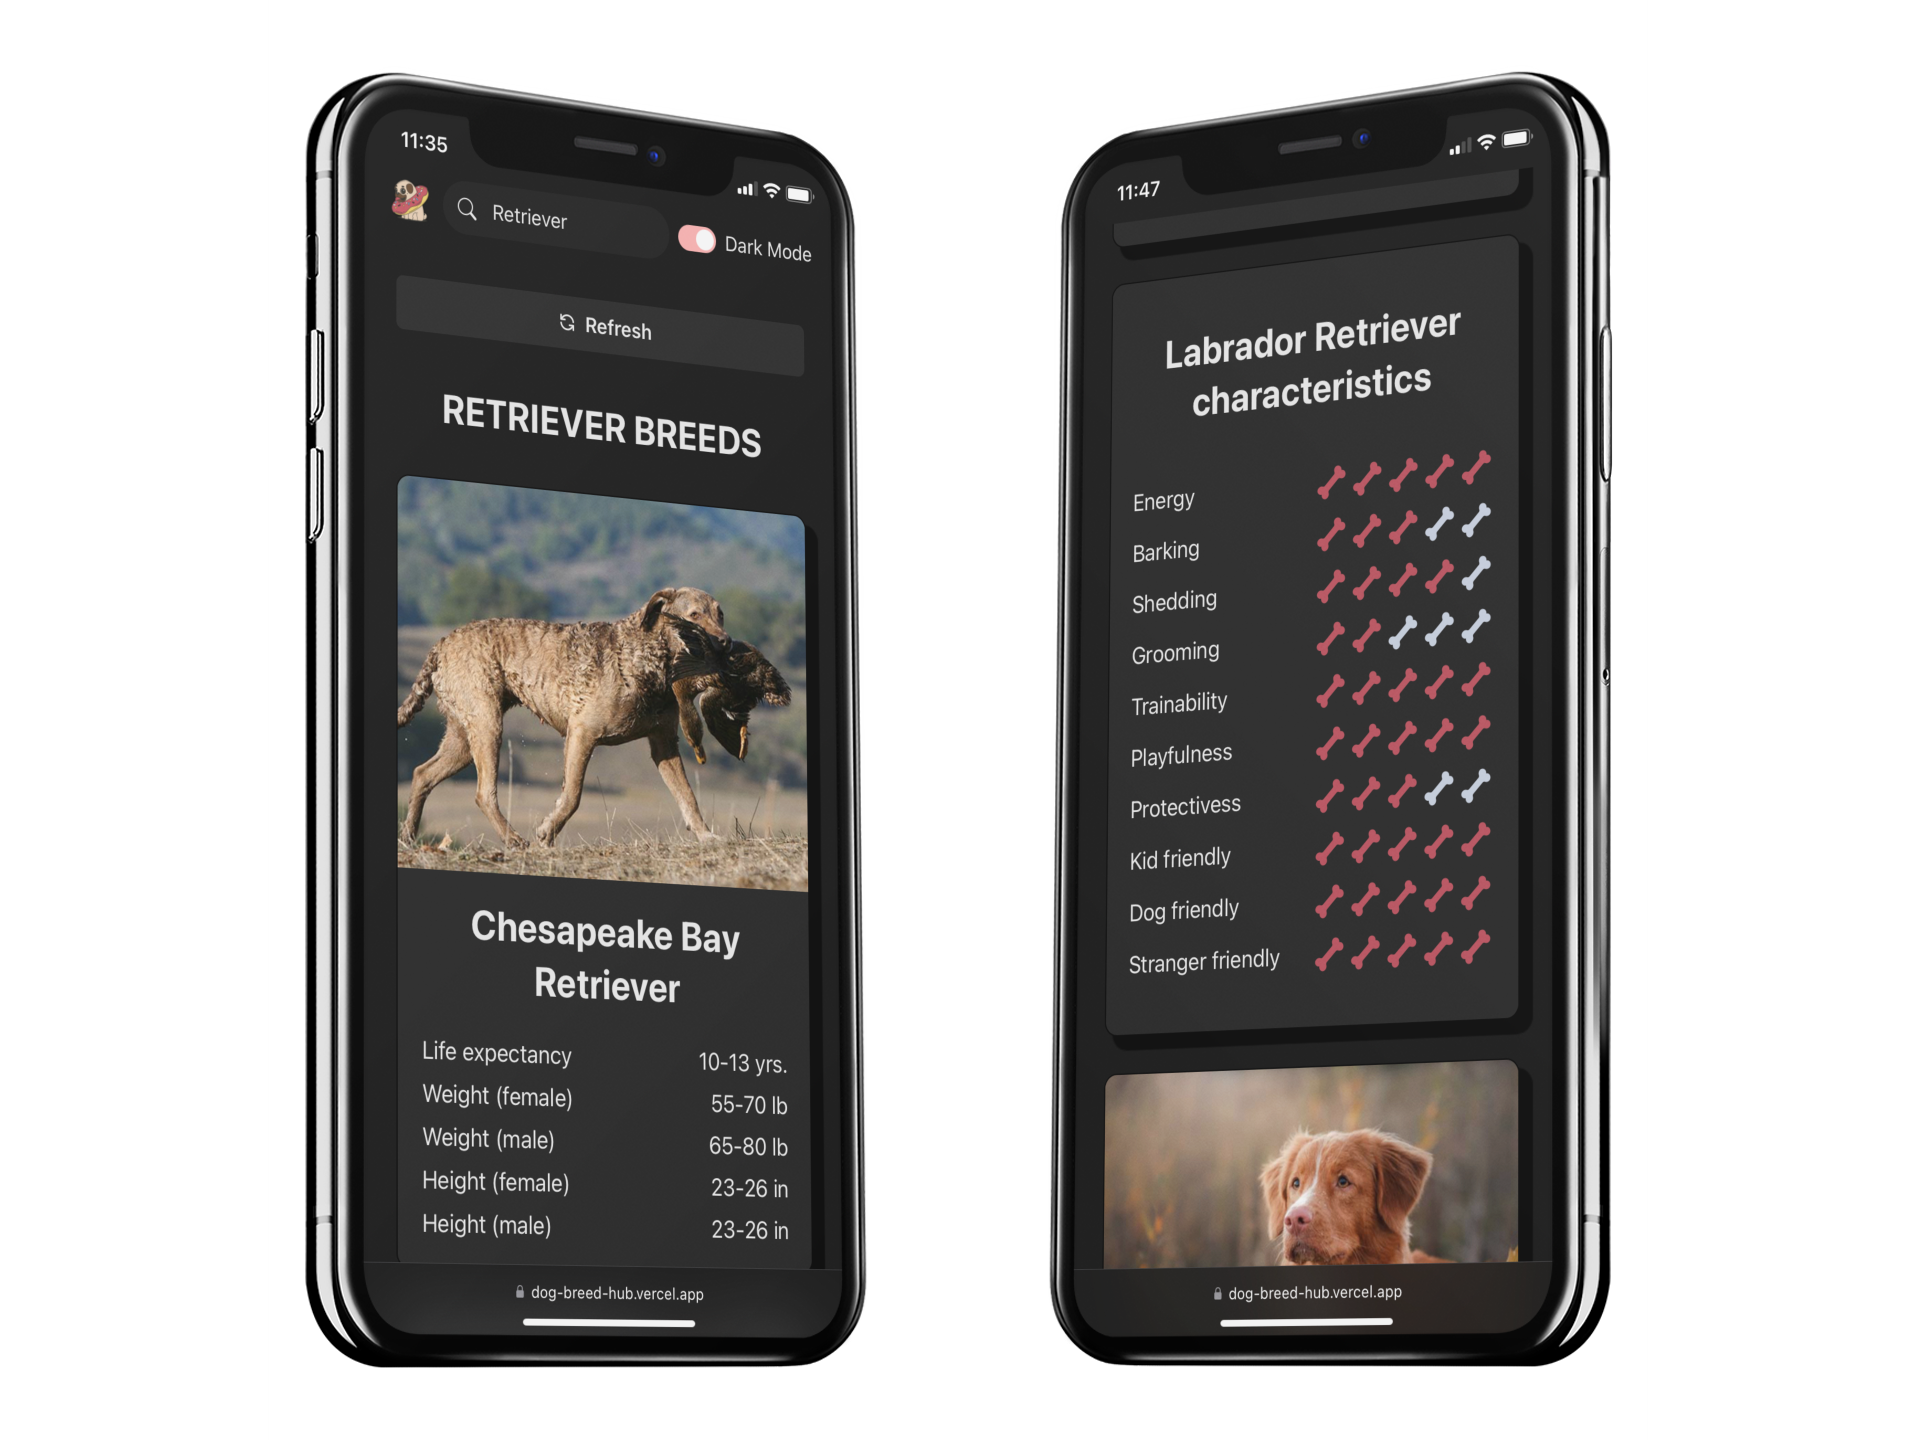 11:35
Retriever
Dark Mode
Refresh
RETRIEVER BREEDS
Chesapeake Bay
Retriever
Life expectancy 10-13 yrs.
Weight (female) 55-70 lb
Weight (male) 65-80 lb
Height (female) 23-26 in
Height (male) 23-26 in
dog-breed-hub.vercel.app
11:47
Labrador Retriever
characteristics
Energy
Barking
Shedding
Grooming
Trainability
Playfulness
Protectivess
Kid friendly
Dog friendly
Stranger friendly
dog-breed-hub.vercel.app